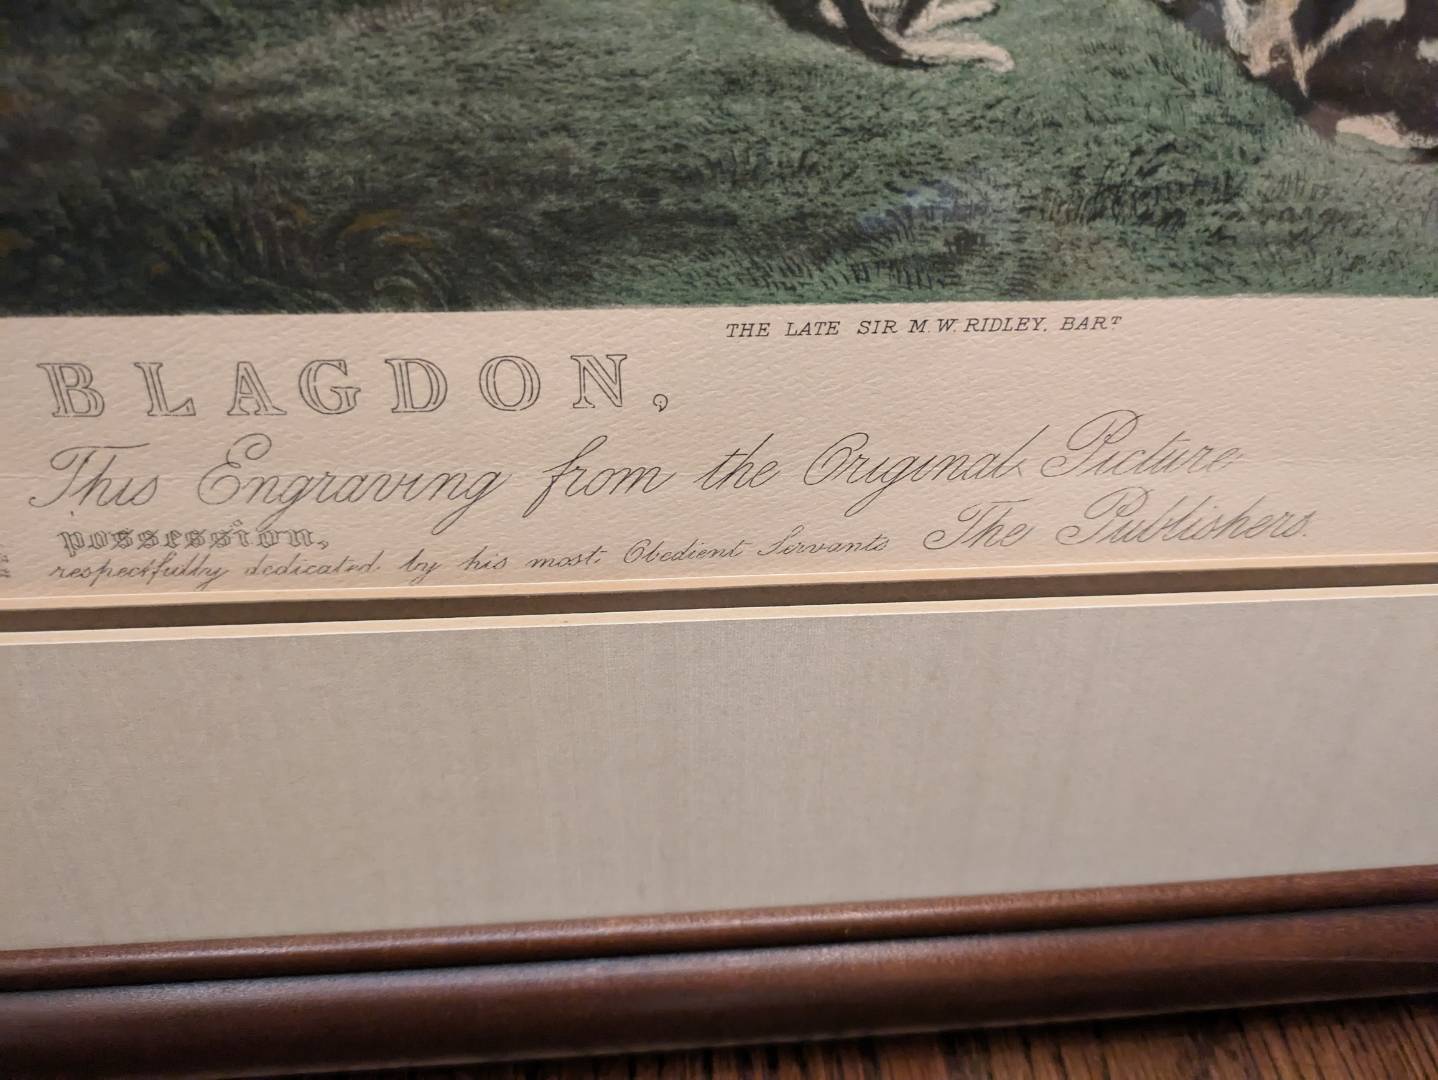 THE LATE SIR M.W. RIDLEY, BART
BLAGDON,
This Engraving from the Original Picture
possession,
respectfully dedicated by his most Obedient Servants The Publishers.